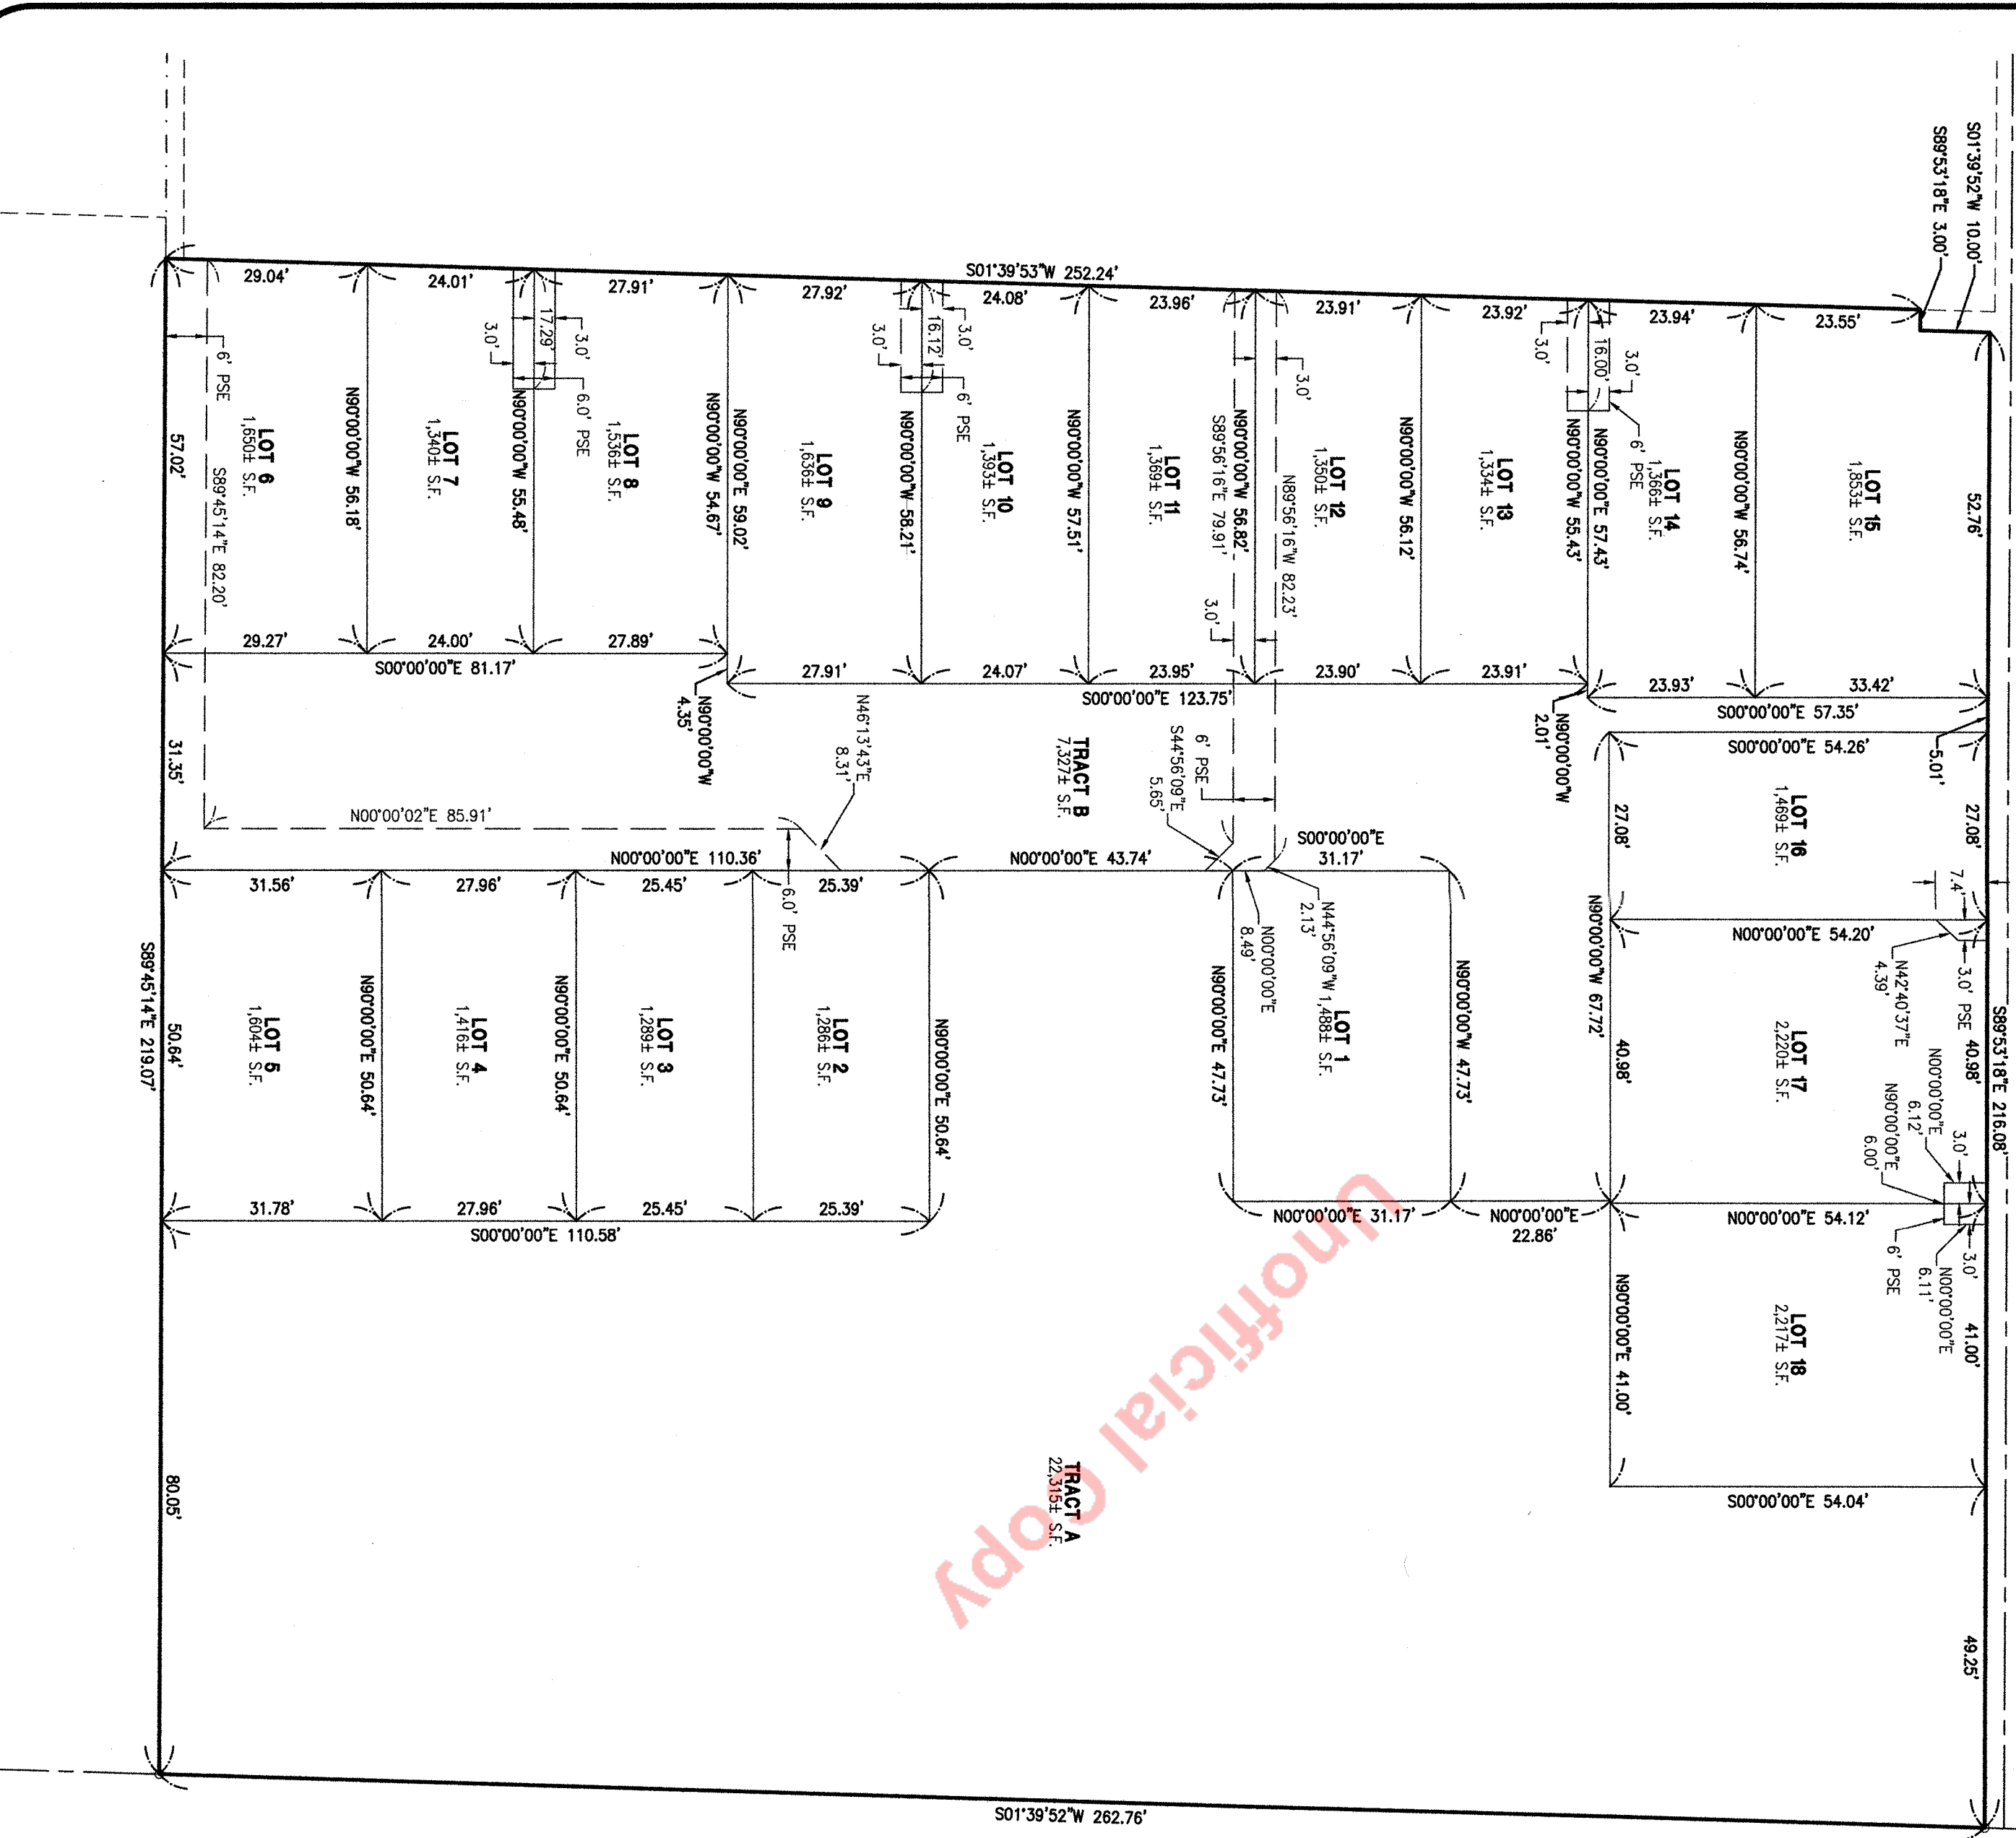 S01°39'52"W 10.00'
S89°53'18"E 3.00'
S01°39'53"W 252.24'
29.04'
24.01'
27.91'
27.92'
24.08'
23.96'
23.91'
23.92'
23.94'
23.55'
6' PSE
57.02'
LOT 6
1,650± S.F.
S89°45'14"E 82.20'
N90°00'00"W 56.18'
LOT 7
1,340± S.F.
3.0'
17.29'
3.0'
6.0' PSE
N90°00'00"W 55.48'
LOT 8
1,536± S.F.
N90°00'00"W 54.67'
N90°00'00"E 59.02'
LOT 9
1,636± S.F.
3.0'
16.12'
3.0'
6' PSE
N90°00'00"W 58.21'
LOT 10
1,393± S.F.
N90°00'00"W 57.51'
LOT 11
1,369± S.F.
S89°56'16"E 79.91'
N90°00'00"W 56.82'
3.0'
N89°56'16"W 82.23'
3.0'
LOT 12
1,350± S.F.
N90°00'00"W 56.12'
LOT 13
1,334± S.F.
3.0'
16.00'
3.0'
6' PSE
N90°00'00"W 55.43'
N90°00'00"E 57.43'
LOT 14
1,366± S.F.
N90°00'00"W 56.74'
LOT 15
1,853± S.F.
52.76'
29.27'
24.00'
27.89'
S00°00'00"E 81.17'
27.91'
24.07'
23.95'
23.90'
23.91'
S00°00'00"E 123.75'
23.93'
33.42'
S00°00'00"E 57.35'
N90°00'00"W
4.35'
N90°00'00"W
2.01'
5.01'
S00°00'00"E 54.26'
31.35'
N00°00'02"E 85.91'
N46°13'43"E
8.31'
TRACT B
7,327± S.F.
6' PSE
S44°56'09"E
5.65'
S00°00'00"E
31.17'
27.08'
LOT 16
1,469± S.F.
27.08'
7.4'
N00°00'00"E 110.36'
N00°00'00"E 43.74'
31.56'
27.96'
25.45'
25.39'
6.0' PSE
N44°56'09"W
2.13'
N00°00'00"E
8.49'
N90°00'00"W 67.72'
N00°00'00"E 54.20'
N42°40'37"E
4.39'
3.0' PSE
S89°45'14"E 219.07'
50.64'
LOT 5
1,604± S.F.
N90°00'00"E 50.64'
LOT 4
1,416± S.F.
N90°00'00"E 50.64'
LOT 3
1,289± S.F.
LOT 2
1,286± S.F.
N90°00'00"E 50.64'
N90°00'00"E 47.73'
LOT 1
1,488± S.F.
N90°00'00"W 47.73'
40.98'
LOT 17
2,220± S.F.
40.98'
S89°53'18"E 216.08'
N00°00'00"E
6.12'
N90°00'00"E
6.00'
3.0'
31.78'
27.96'
25.45'
25.39'
S00°00'00"E 110.58'
N00°00'00"E 31.17'
N00°00'00"E
22.86'
N00°00'00"E 54.12'
6' PSE
3.0'
N00°00'00"E
6.11'
N90°00'00"E 41.00'
LOT 18
2,217± S.F.
41.00'
S00°00'00"E 54.04'
80.05'
TRACT A
22,315± S.F.
49.25'
S01°39'52"W 262.76'
Unofficial Copy